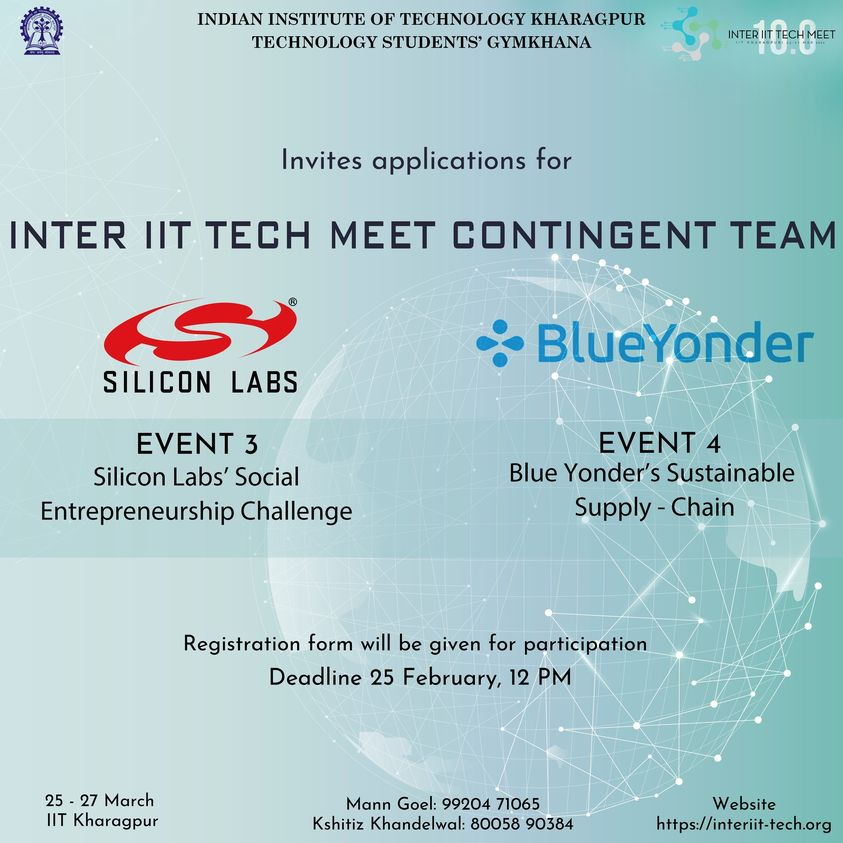 INDIAN INSTITUTE OF TECHNOLOGY KHARAGPUR
TECHNOLOGY STUDENTS' GYMKHANA
INTER IIT TECH MEET
10.0
Invites applications for
INTER IIT TECH MEET CONTINGENT TEAM
®
SILICON LABS
BlueYonder
EVENT 3
Silicon Labs' Social
Entrepreneurship Challenge
EVENT 4
Blue Yonder's Sustainable
Supply - Chain
Registration form will be given for participation
Deadline 25 February, 12 PM
25 - 27 March
IIT Kharagpur
Mann Goel: 99204 71065
Kshitiz Khandelwal: 80058 90384
Website
https://interiit-tech.org